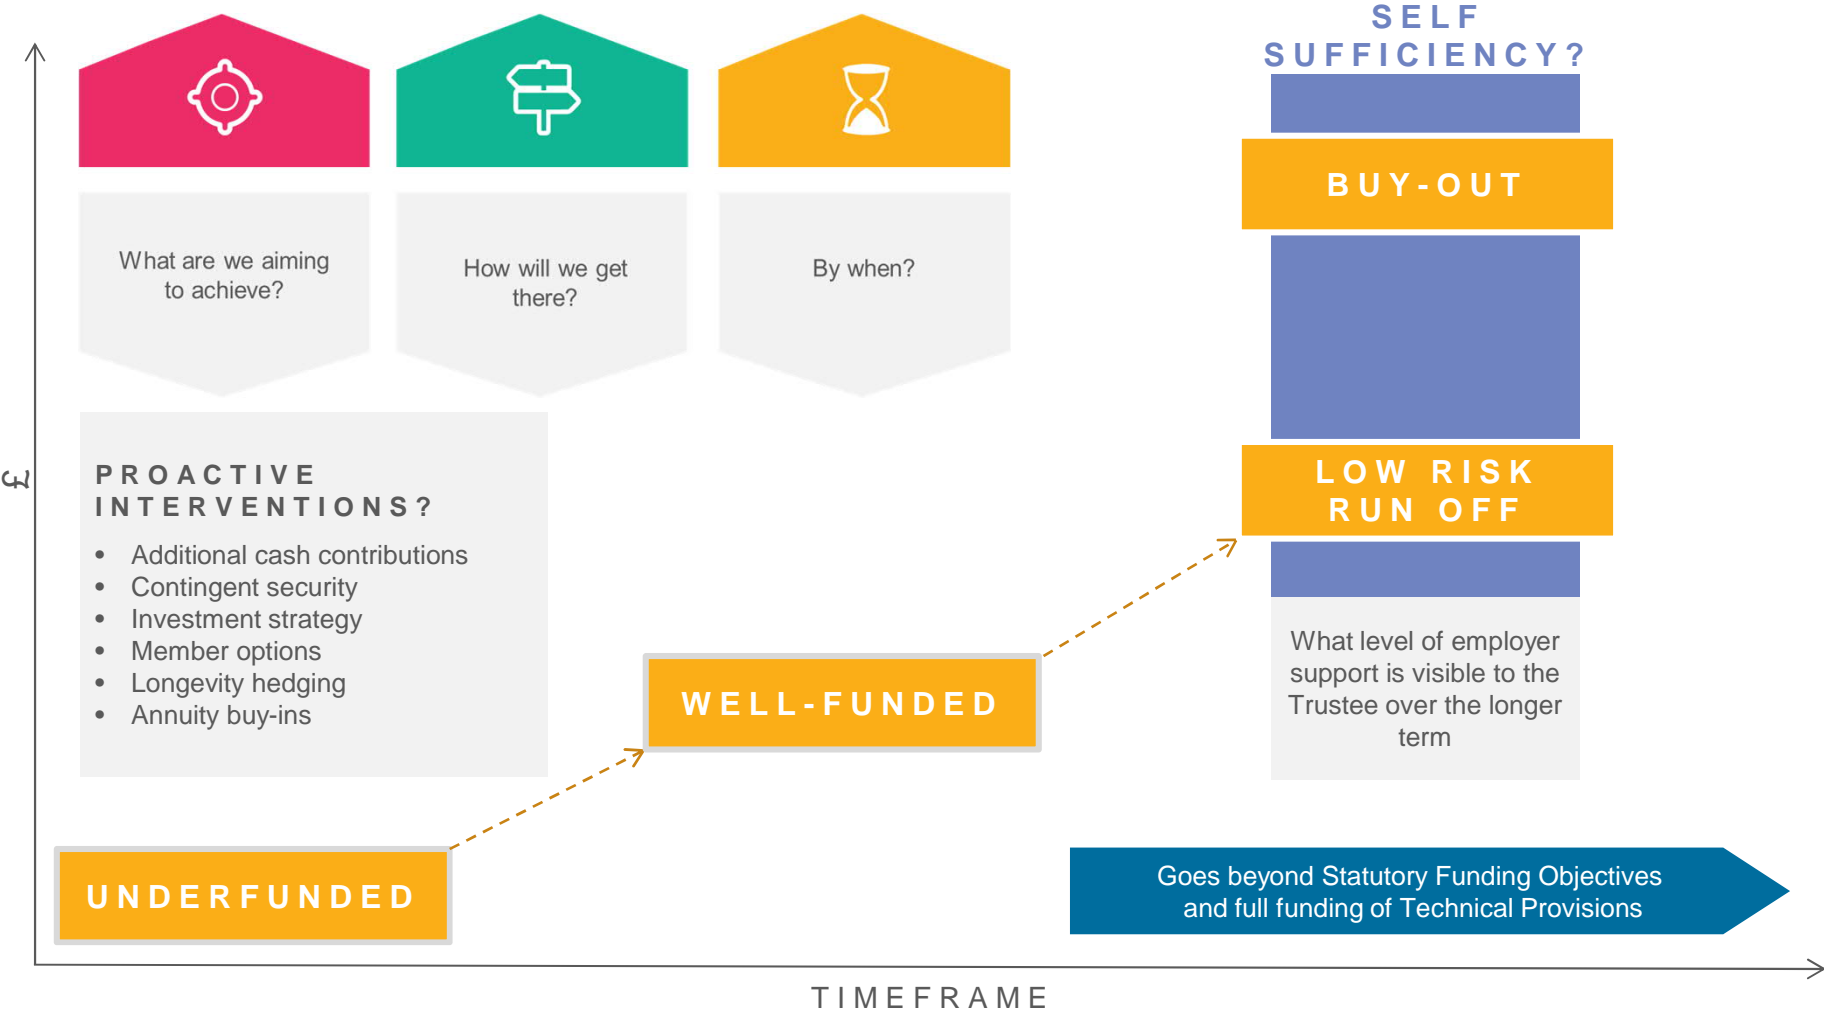 What are we aiming
to achieve?
How will we get
there?
By when?
£
PROACTIVE
INTERVENTIONS?
• Additional cash contributions
• Contingent security
• Investment strategy
• Member options
• Longevity hedging
• Annuity buy-ins
UNDERFUNDED
WELL-FUNDED
SELF
SUFFICIENCY?
BUY-OUT
LOW RISK
RUN OFF
What level of employer
support is visible to the
Trustee over the longer
term
Goes beyond Statutory Funding Objectives
and full funding of Technical Provisions
TIMEFRAME